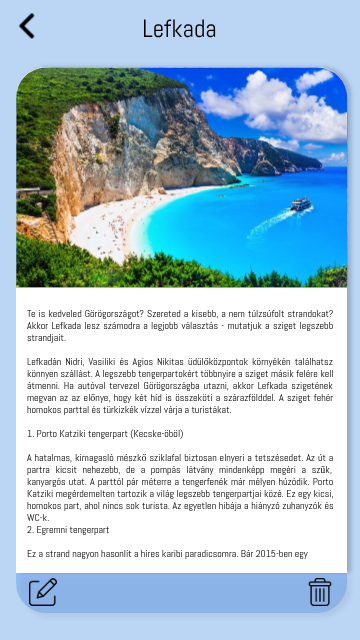 Lefkada
Te is kedveled Görögországot? Szereted a kisebb, a nem túlzsúfolt strandokat?
Akkor Lefkada lesz számodra a legjobb választás - mutatjuk a sziget legszebb
strandjait.
Lefkadán Nidri, Vasiliki és Agios Nikitas üdülőközpontok környékén találhatsz
könnyen szállást. A legszebb tengerpartokért többnyire a sziget másik felére kell
átmenni. Ha autóval tervezel Görögországba utazni, akkor Lefkada szigetének
megvan az az előnye, hogy két híd is összeköti a szárazfölddel. A sziget fehér
homokos parttal és türkizkék vízzel várja a turistákat.
1. Porto Katziki tengerpart (Kecske-öböl)
A hatalmas, kimagasló mészkő sziklafal biztosan elnyeri a tetszésedet. Az út a
partra kicsit nehezebb, de a pompás látvány mindenképp megéri a szűk,
kanyargós utat. A parttól pár méterre a tengerfenék már mélyen húzódik. Porto
Katziki megérdemelten tartozik a világ legszebb tengerpartjai közé. Ez egy kicsi,
homokos part, ahol nincs sok turista. Az egyetlen hibája a hiányzó zuhanyzók és
WC-k.
2. Egremni tengerpart
Ez a strand nagyon hasonlít a híres karibi paradicsomra. Bár 2015-ben egy